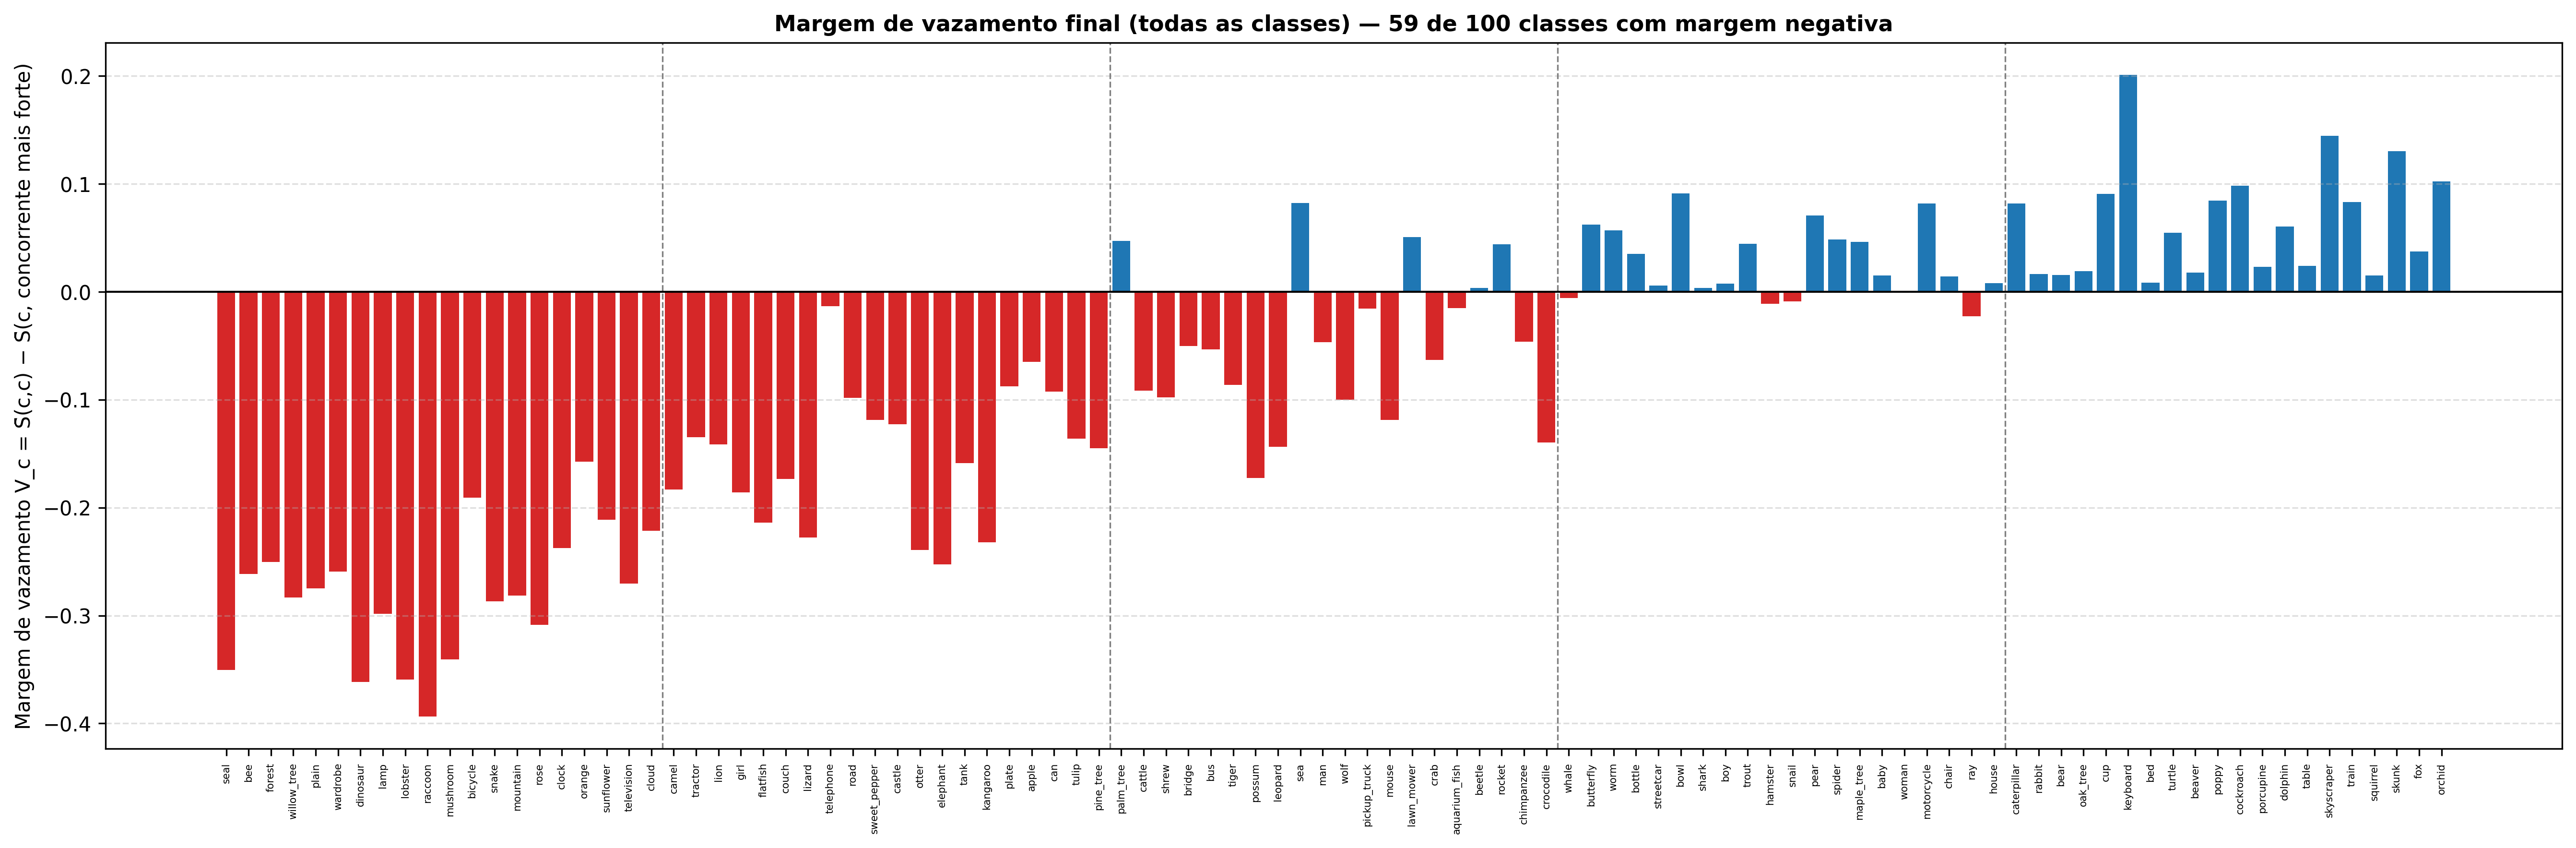 Margem de vazamento final (todas as classes) — 59 de 100 classes com margem negativa
Margem de vazamento V_c = S(c,c) − S(c, concorrente mais forte)
0.2
0.1
0.0
−0.1
−0.2
−0.3
−0.4
seal
bee
forest
willow_tree
plain
wardrobe
dinosaur
lamp
lobster
raccoon
mushroom
bicycle
snake
mountain
rose
clock
orange
sunflower
television
cloud
camel
tractor
lion
girl
flatfish
couch
lizard
telephone
road
sweet_pepper
castle
otter
elephant
tank
kangaroo
plate
apple
can
tulip
pine_tree
palm_tree
cattle
shrew
bridge
bus
tiger
possum
leopard
sea
man
wolf
pickup_truck
mouse
lawn_mower
crab
aquarium_fish
beetle
rocket
chimpanzee
crocodile
whale
butterfly
worm
bottle
streetcar
bowl
shark
boy
trout
hamster
snail
pear
spider
maple_tree
baby
woman
motorcycle
chair
ray
house
caterpillar
rabbit
bear
oak_tree
cup
keyboard
bed
turtle
beaver
poppy
cockroach
porcupine
dolphin
table
skyscraper
train
squirrel
skunk
fox
orchid